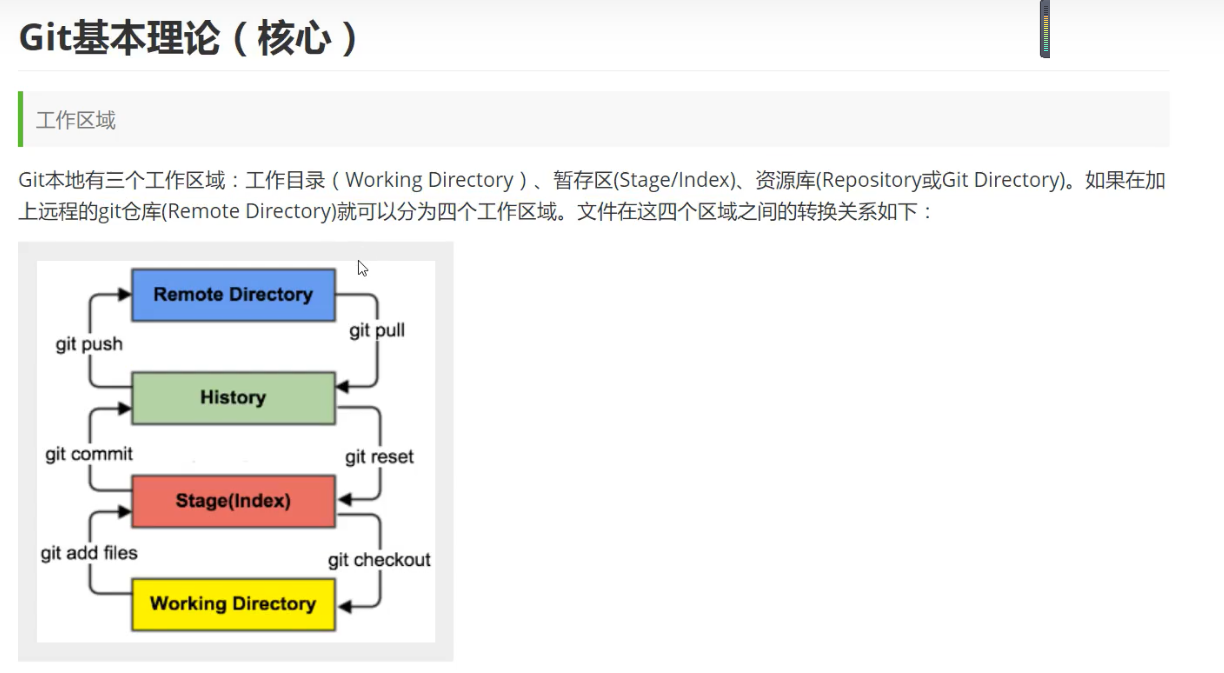 Git基本理论（核心）
工作区域
Git本地有三个工作区域：工作目录（Working Directory）、暂存区(Stage/Index)、资源库(Repository或Git Directory)。如果在加
上远程的git仓库(Remote Directory)就可以分为四个工作区域。文件在这四个区域之间的转换关系如下：
Remote Directory
git pull
git push
History
git commit
git reset
Stage(Index)
git add files
git checkout
Working Directory